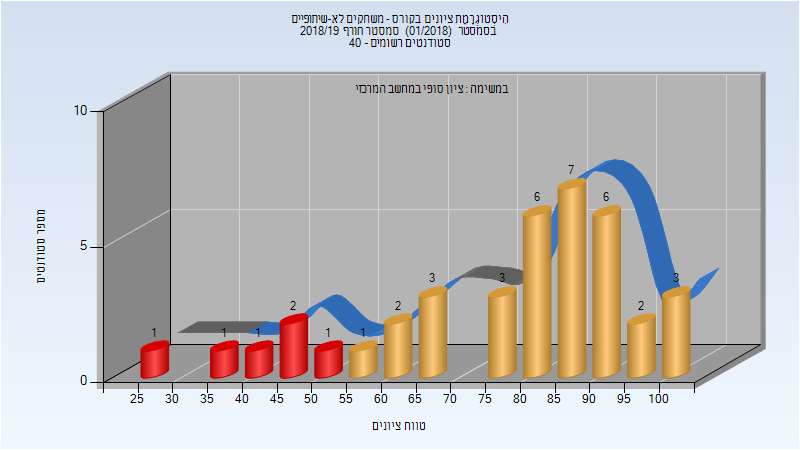 היסטוגרמת ציונים בקורס - משחקים לא-שיתופיים
בסמסטר (01/2018) סמסטר חורף 2018/19
סטודנטים רשומים - 40
במשימה : ציון סופי במחשב המרכזי
מספר סטודנטים
10
5
0
1 1 1 2 1 1 2 3 3 6 7 6 2 3
25 30 35 40 45 50 55 60 65 70 75 80 85 90 95 100
טווח ציונים